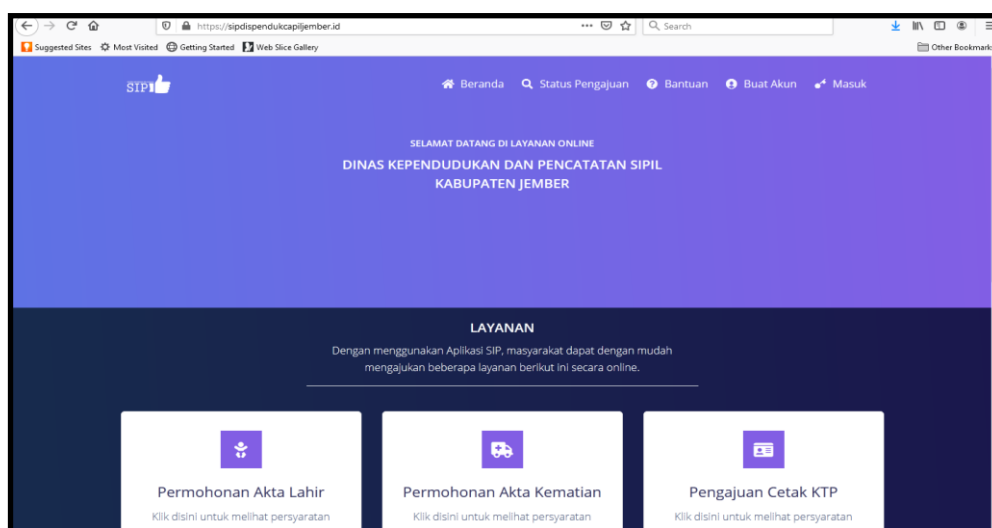 https://sipdispendukcapiljember.id
Search
Suggested Sites
Most Visited
Getting Started
Web Slice Gallery
Other Bookmark
SIP
Beranda
Status Pengajuan
Bantuan
Buat Akun
Masuk
SELAMAT DATANG DI LAYANAN ONLINE
DINAS KEPENDUDUKAN DAN PENCATATAN SIPIL
KABUPATEN JEMBER
LAYANAN
Dengan menggunakan Aplikasi SIP, masyarakat dapat dengan mudah
mengajukan beberapa layanan berikut ini secara online.
Permohonan Akta Lahir
Klik disini untuk melihat persyaratan
Permohonan Akta Kematian
Klik disini untuk melihat persyaratan
Pengajuan Cetak KTP
Klik disini untuk melihat persyaratan